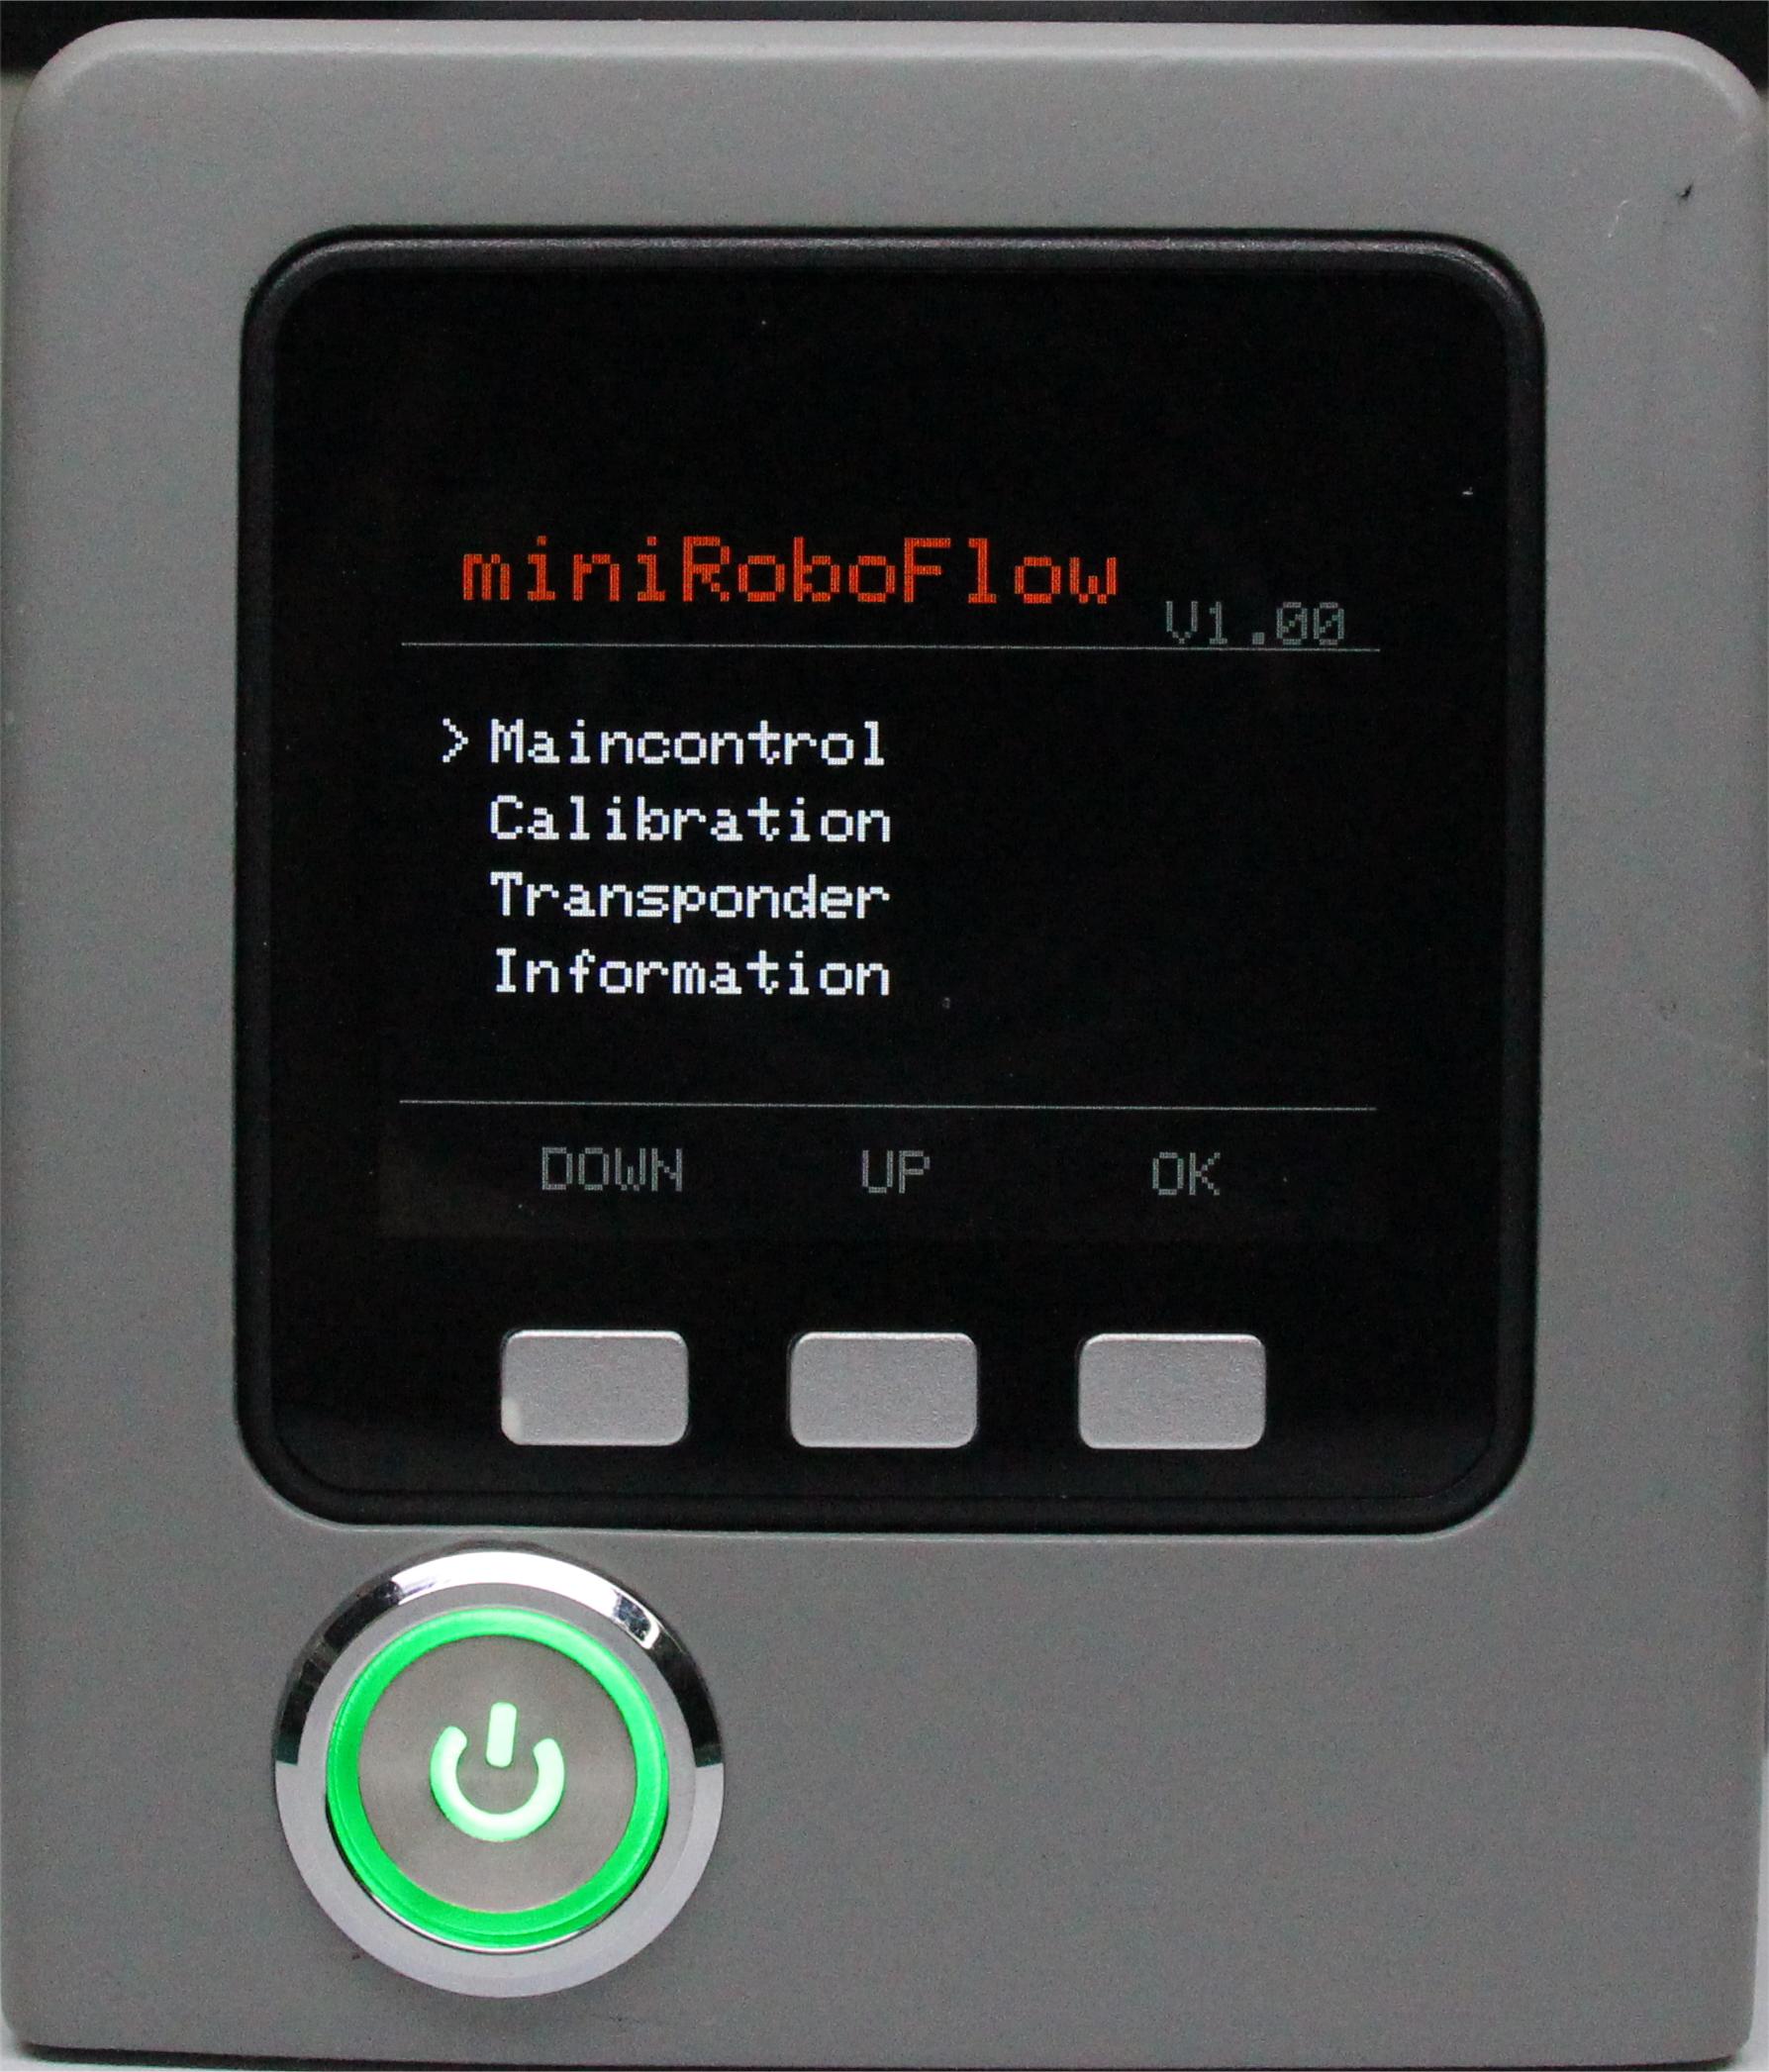 miniRoboFlow
V1.00
>Maincontrol
Calibration
Transponder
Information
DOWN UP OK